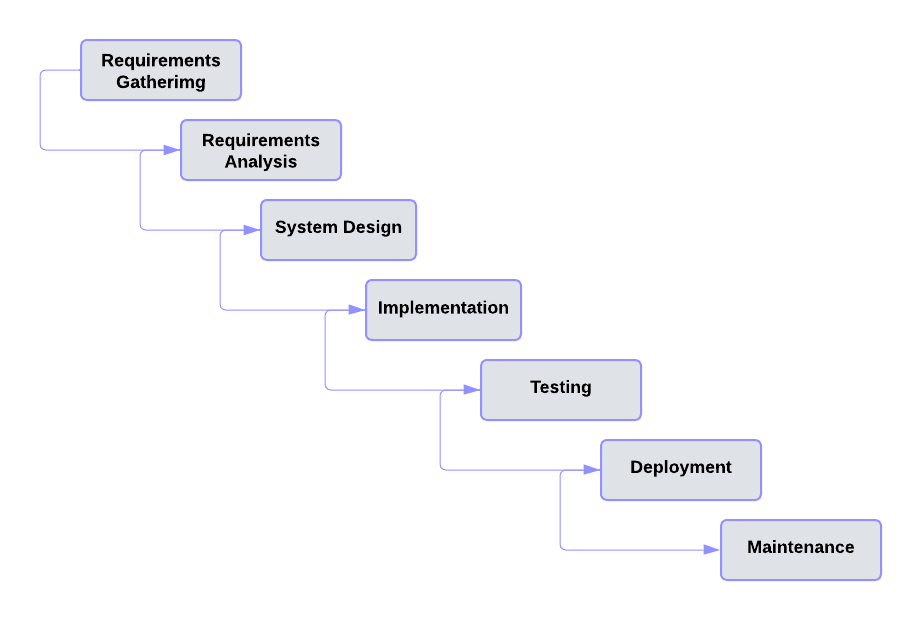 Requirements
Gatherimg
Requirements
Analysis
System Design
Implementation
Testing
Deployment
Maintenance